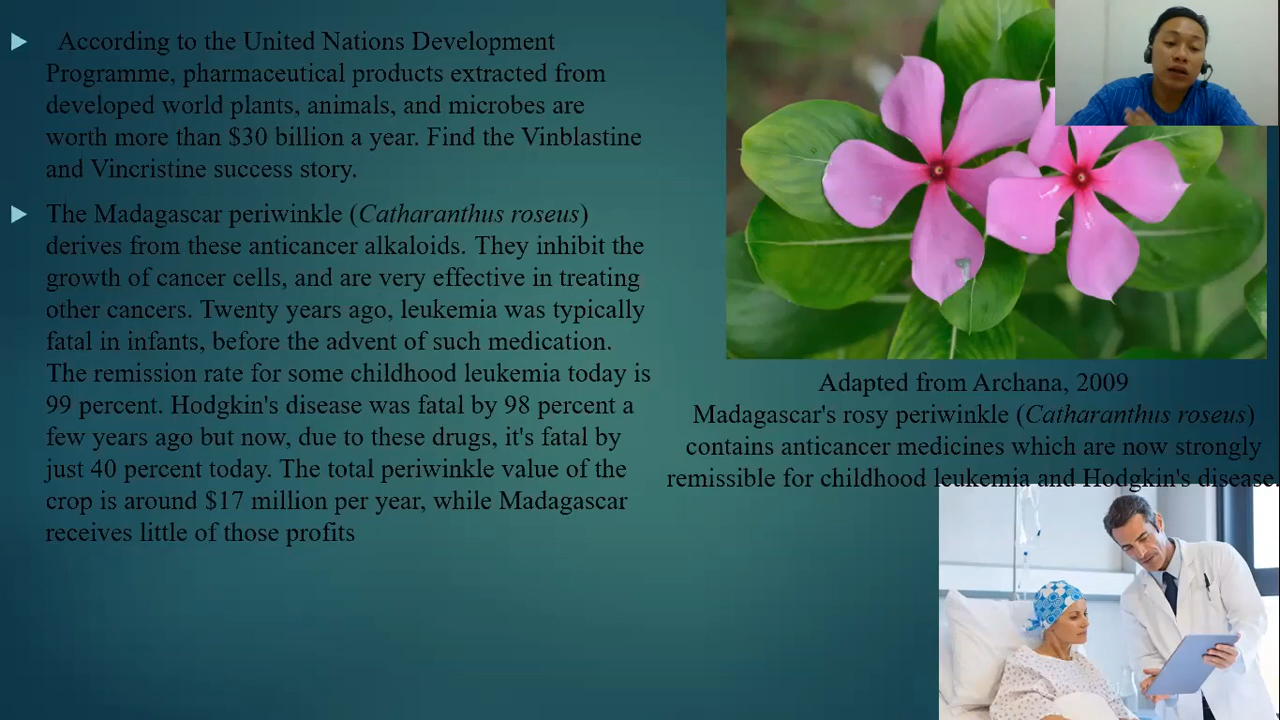 According to the United Nations Development
Programme, pharmaceutical products extracted from
developed world plants, animals, and microbes are
worth more than $30 billion a year. Find the Vinblastine
and Vincristine success story.
The Madagascar periwinkle (Catharanthus roseus)
derives from these anticancer alkaloids. They inhibit the
growth of cancer cells, and are very effective in treating
other cancers. Twenty years ago, leukemia was typically
fatal in infants, before the advent of such medication.
The remission rate for some childhood leukemia today is
99 percent. Hodgkin's disease was fatal by 98 percent a
few years ago but now, due to these drugs, it's fatal by
just 40 percent today. The total periwinkle value of the
crop is around $17 million per year, while Madagascar
receives little of those profits
Adapted from Archana, 2009
Madagascar's rosy periwinkle (Catharanthus roseus)
contains anticancer medicines which are now strongly
remissible for childhood leukemia and Hodgkin's disease.